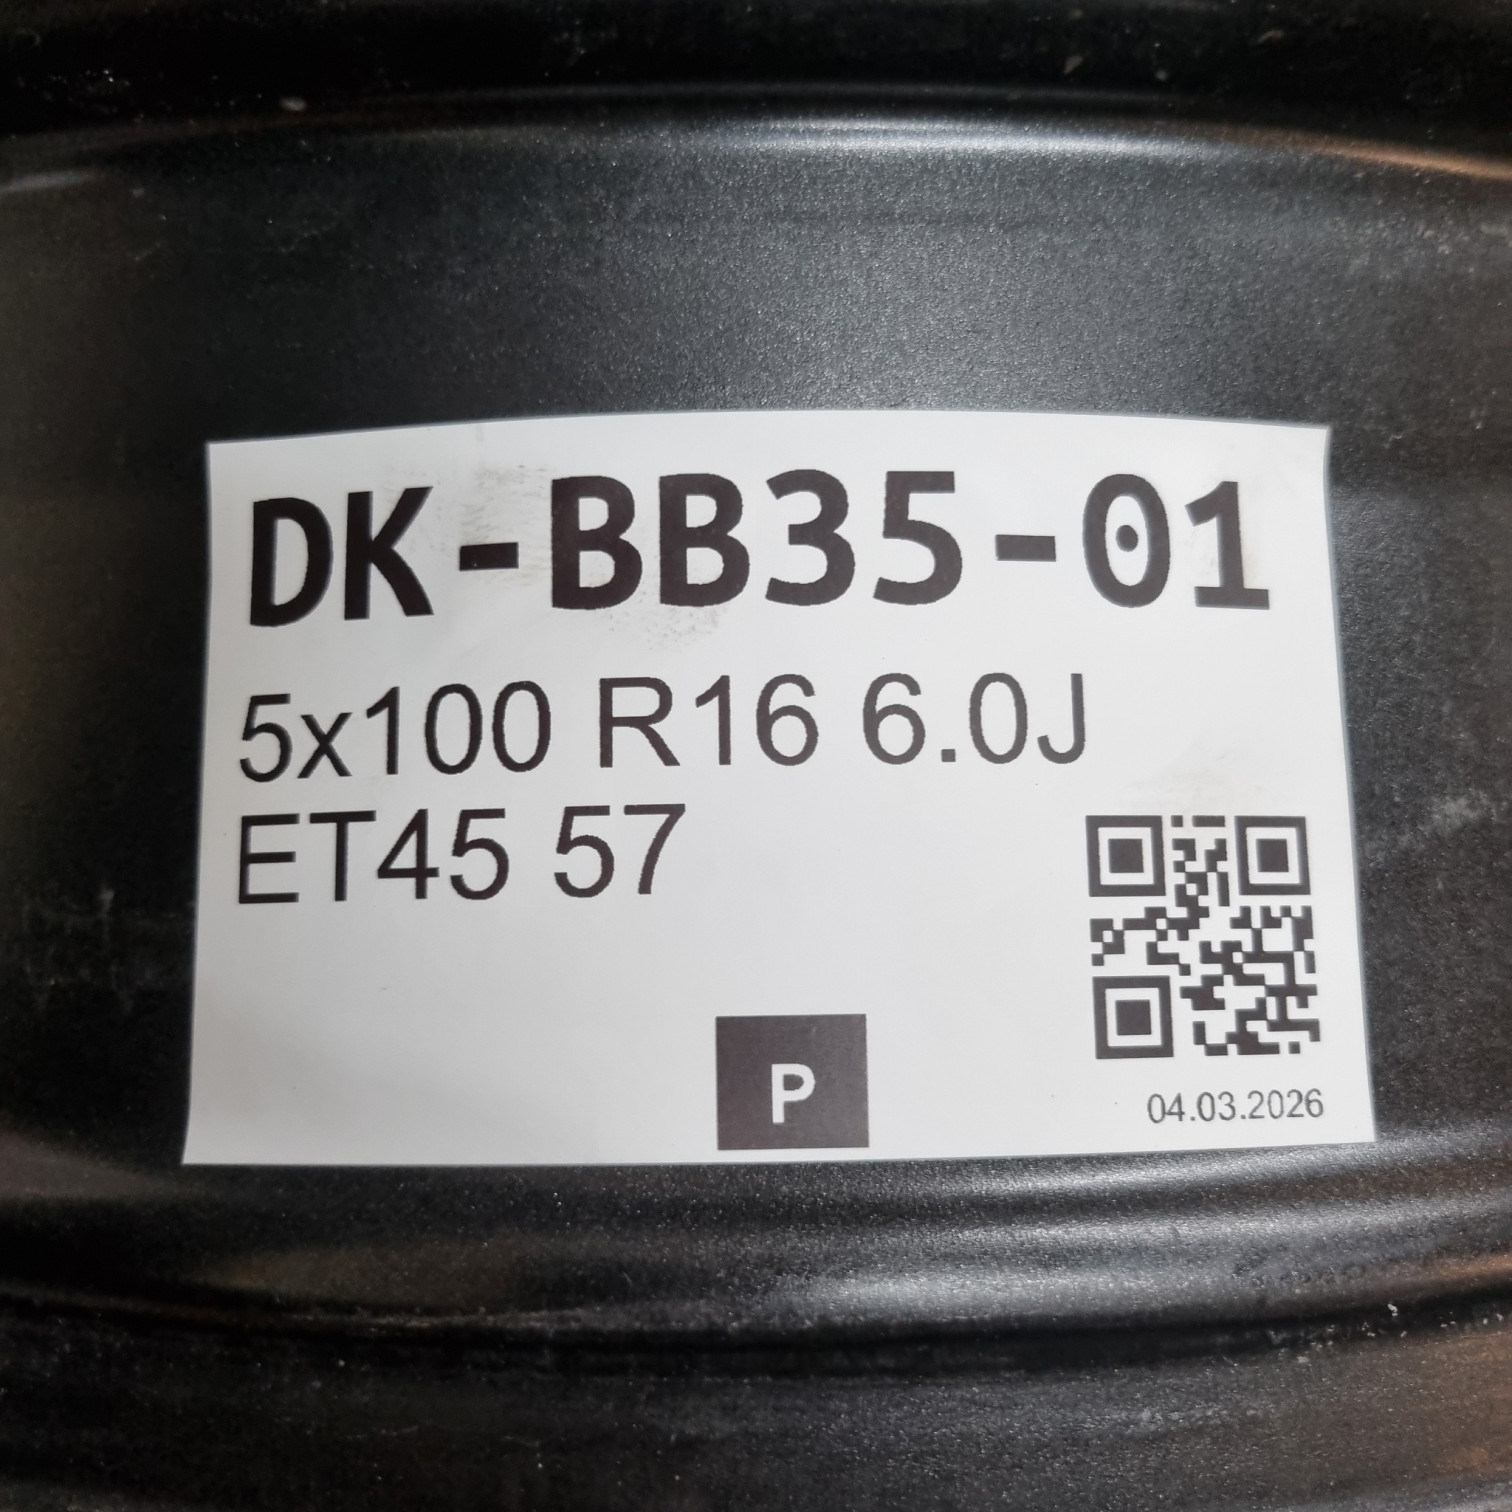 DK-BB35-01
5x100 R16 6.0J
ET45 57
P
04.03.2026